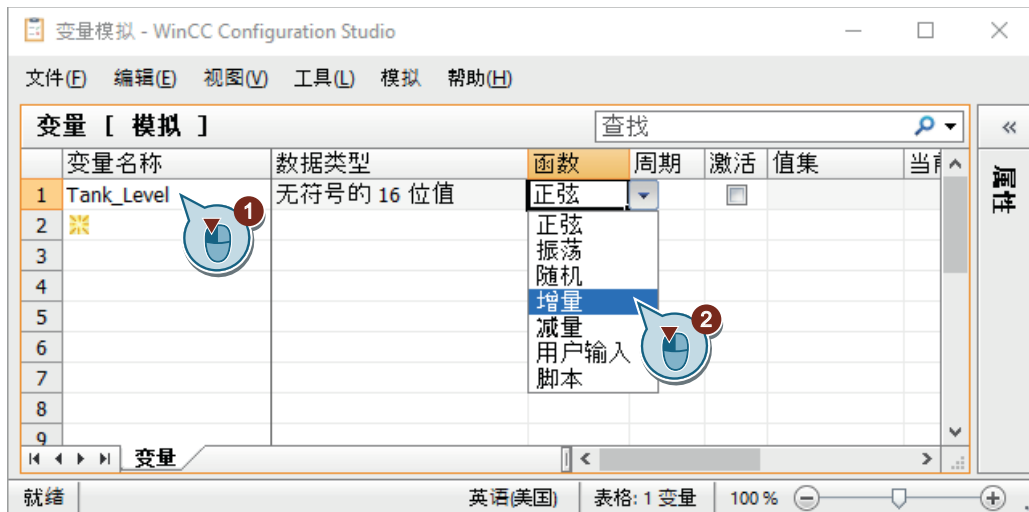 变量模拟 - WinCC Configuration Studio
文件(F) 编辑(E) 视图(V) 工具(L) 模拟 帮助(H)
变量 [ 模拟 ] 查找
变量名称 数据类型 函数 周期 激活 值集 当前
1 Tank_Level 无符号的 16 位值 正弦
1
2 正弦
3 振荡
随机
4 增量
2
5 减量
6 用户输入
7 脚本
8
9
变量
属性
就绪 英语(美国) 表格: 1 变量 100 %